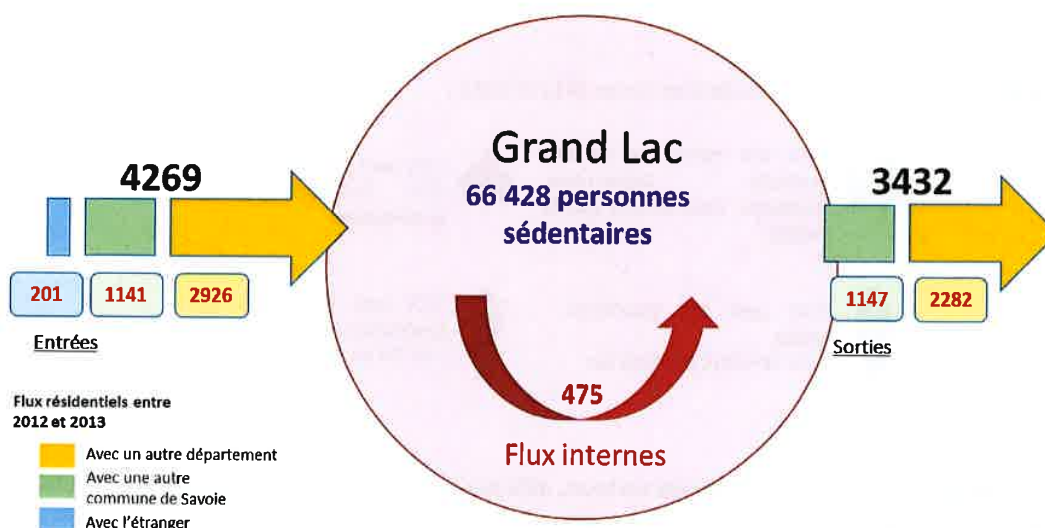 Grand Lac
66 428 personnes
sédentaires
4269
3432
201
1141
2926
1147
2282
Entrées
Sorties
475
Flux internes
Flux résidentiels entre
2012 et 2013
Avec un autre département
Avec une autre
commune de Savoie
Avec l'étranger